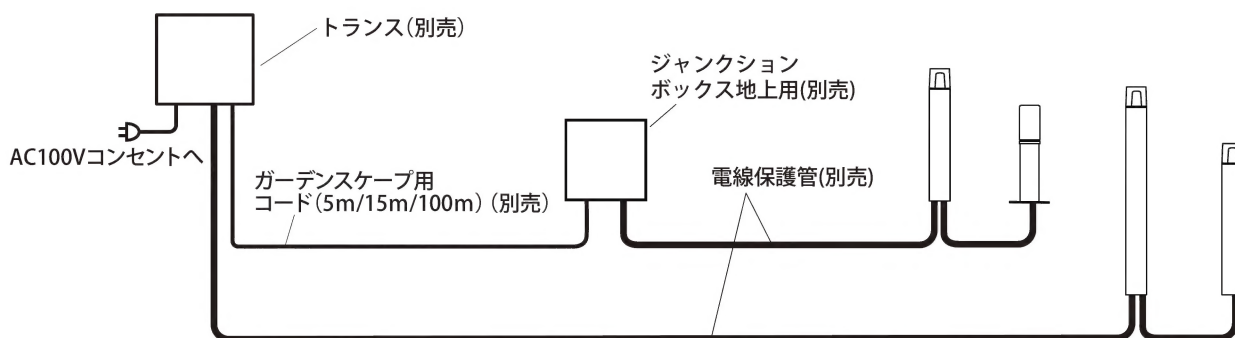 トランス(別売)
ジャンクション
ボックス地上用(別売)
AC100Vコンセントへ
ガーデンスケープ用
コード(5m/15m/100m)(別売)
電線保護管(別売)